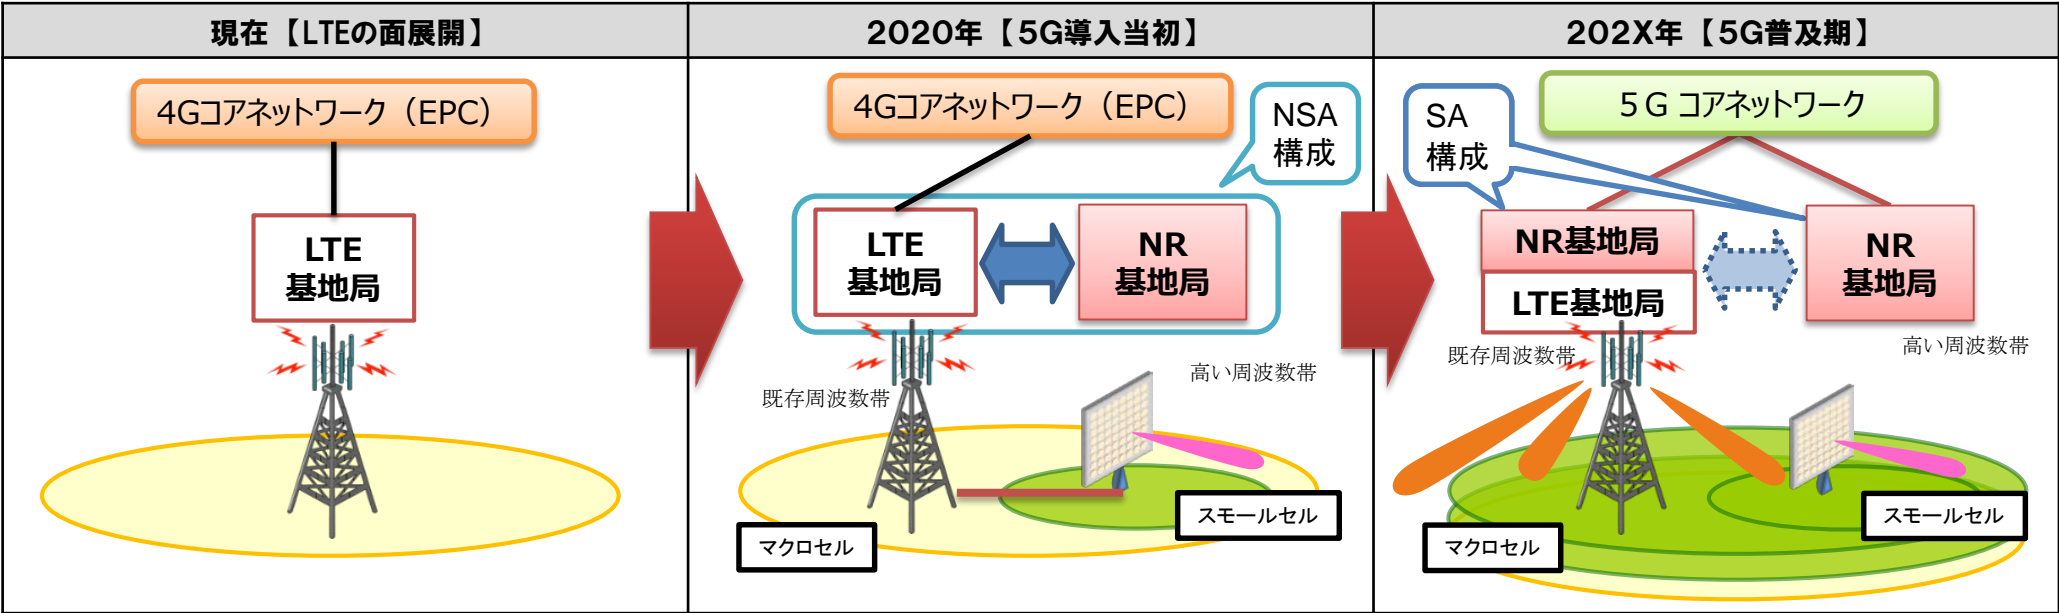 現在【LTEの面展開】
4Gコアネットワーク（EPC）
LTE
基地局
2020年【5G導入当初】
4Gコアネットワーク（EPC）
NSA
構成
LTE
基地局
NR
基地局
既存周波数帯
高い周波数帯
マクロセル
スモールセル
202X年【5G普及期】
SA
構成
5G コアネットワーク
NR基地局
LTE基地局
NR
基地局
既存周波数帯
高い周波数帯
マクロセル
スモールセル